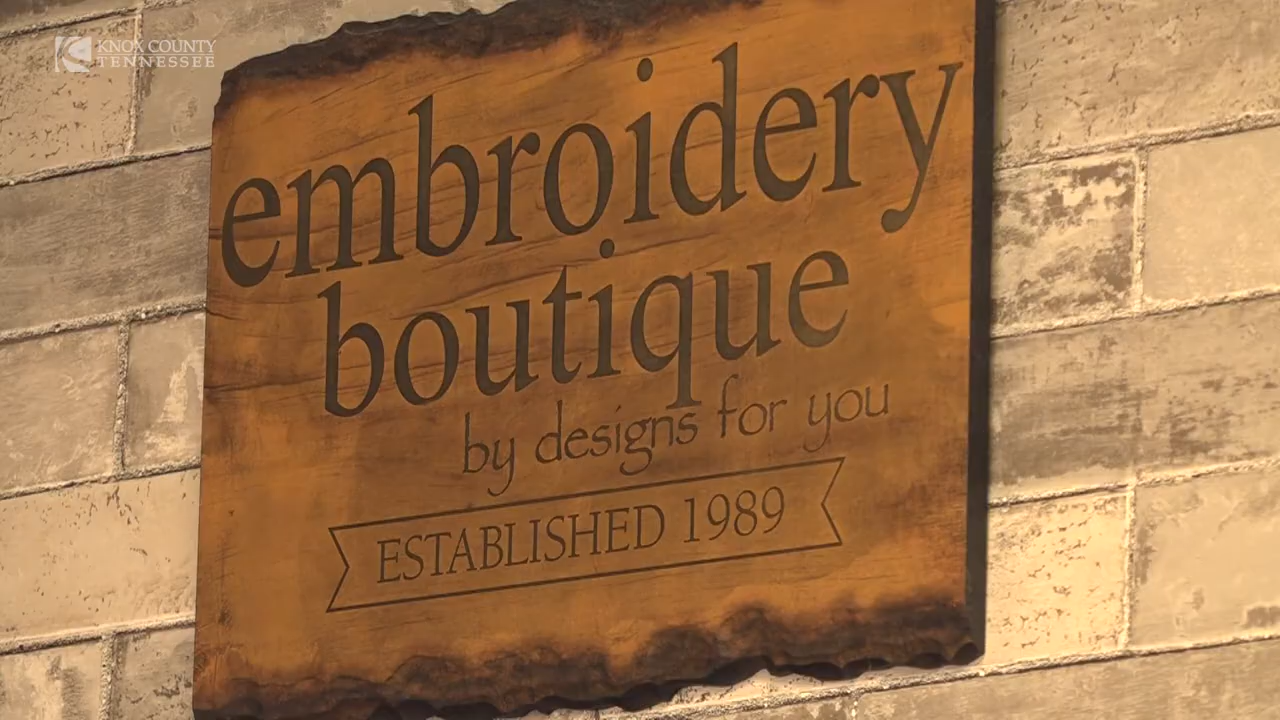 KNOX COUNTY
TENNESSEE
embroidery
boutique
by designs for you
ESTABLISHED 1989